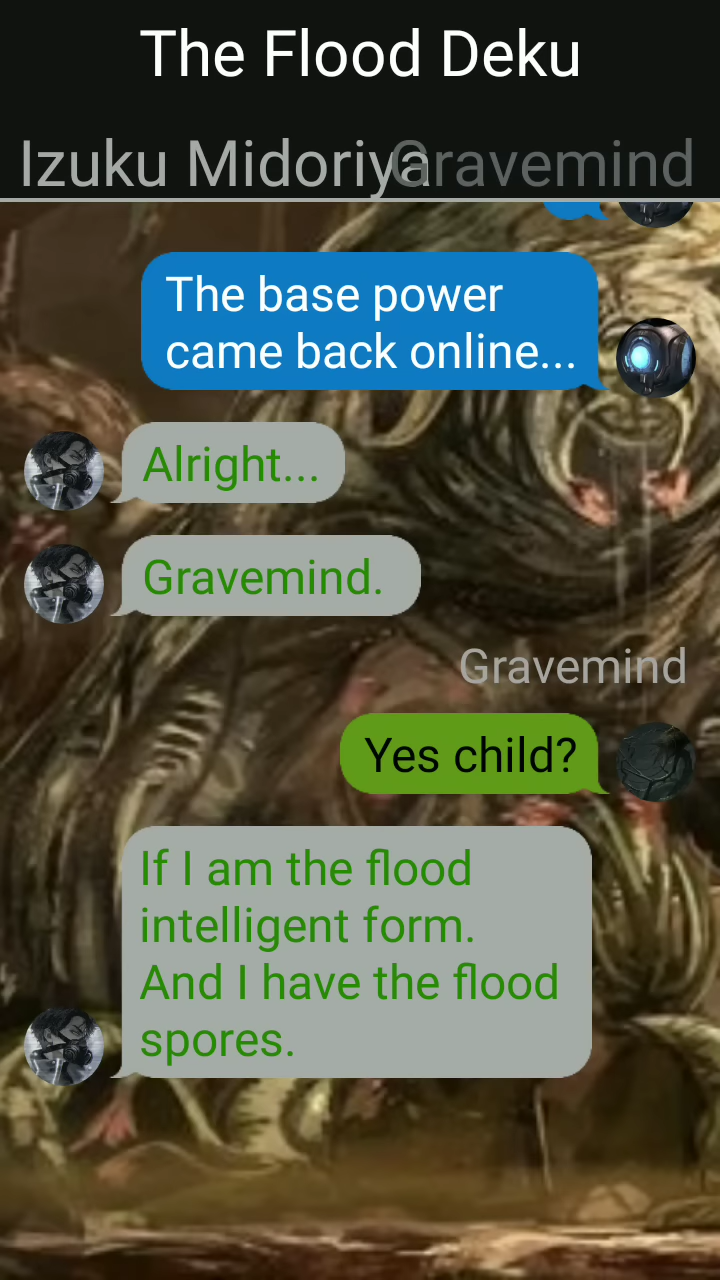 The Flood Deku
Izuku Midoriya Gravemind
The base power
came back online...
Alright...
Gravemind.
Gravemind
Yes child?
If I am the flood
intelligent form.
And I have the flood
spores.